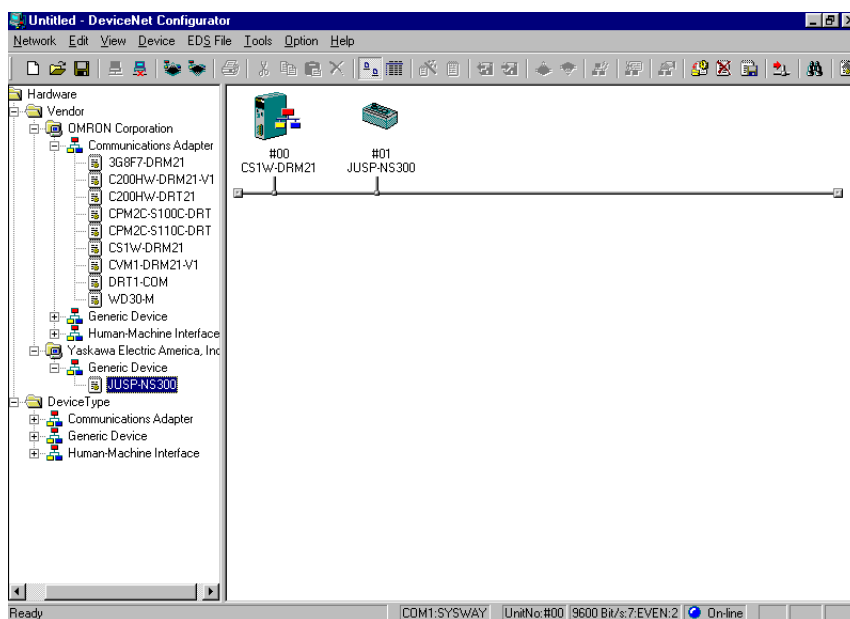 Untitled - DeviceNet Configurator
Network Edit View Device EDS File Tools Option Help
Hardware
Vendor
OMRON Corporation
Communications Adapter
3G8F7-DRM21
C200HW-DRM21-V1
C200HW-DRT21
CPM2C-S100C-DRT
CPM2C-S110C-DRT
CS1W-DRM21
CVM1-DRM21-V1
DRT1-COM
WD30-M
Generic Device
Human-Machine Interface
Yaskawa Electric America, Inc
Generic Device
JUSP-NS300
DeviceType
Communications Adapter
Generic Device
Human-Machine Interface
#00
CS1W-DRM21
#01
JUSP-NS300
Ready
COM1:SYSWAY
UnitNo:#00
9600 Bit/s:7:EVEN:2
On-line